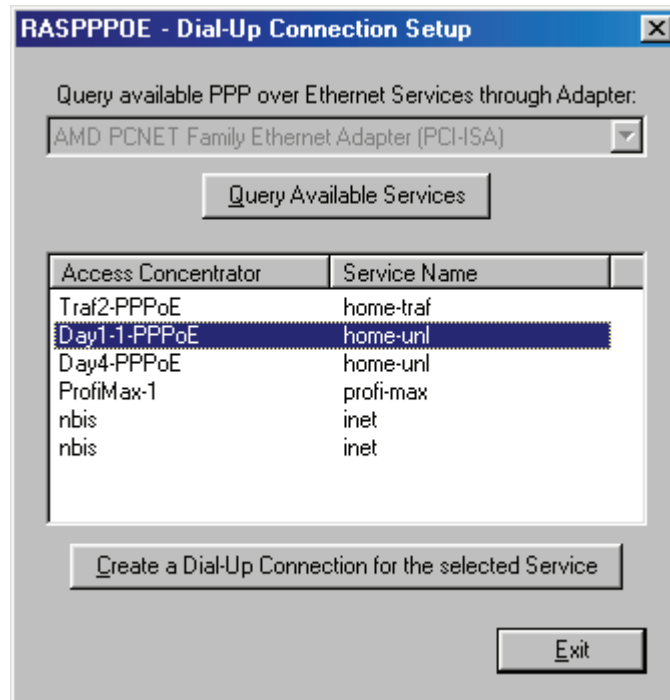 RASPPPOE - Dial-Up Connection Setup
Query available PPP over Ethernet Services through Adapter:
AMD PCNET Family Ethernet Adapter (PCI-ISA)
Query Available Services
Access Concentrator Service Name
Traf2-PPPoE home-traf
Day1-1-PPPoE home-unl
Day4-PPPoE home-unl
ProfiMax-1 profi-max
nbis inet
nbis inet
Create a Dial-Up Connection for the selected Service
Exit